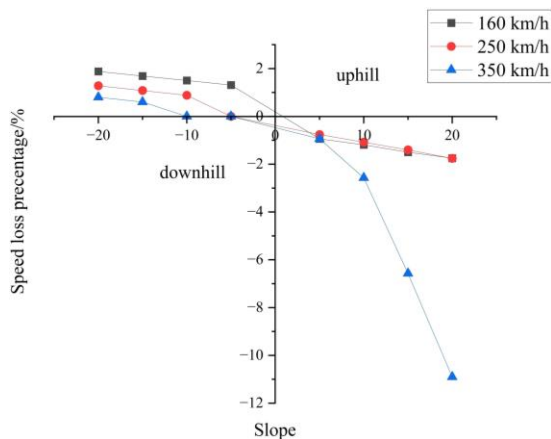 160 km/h
250 km/h
350 km/h
2
uphill
0
−20
−10
0
10
20
downhill
−2
−4
−6
−8
−10
−12
Speed loss precentage/%
Slope